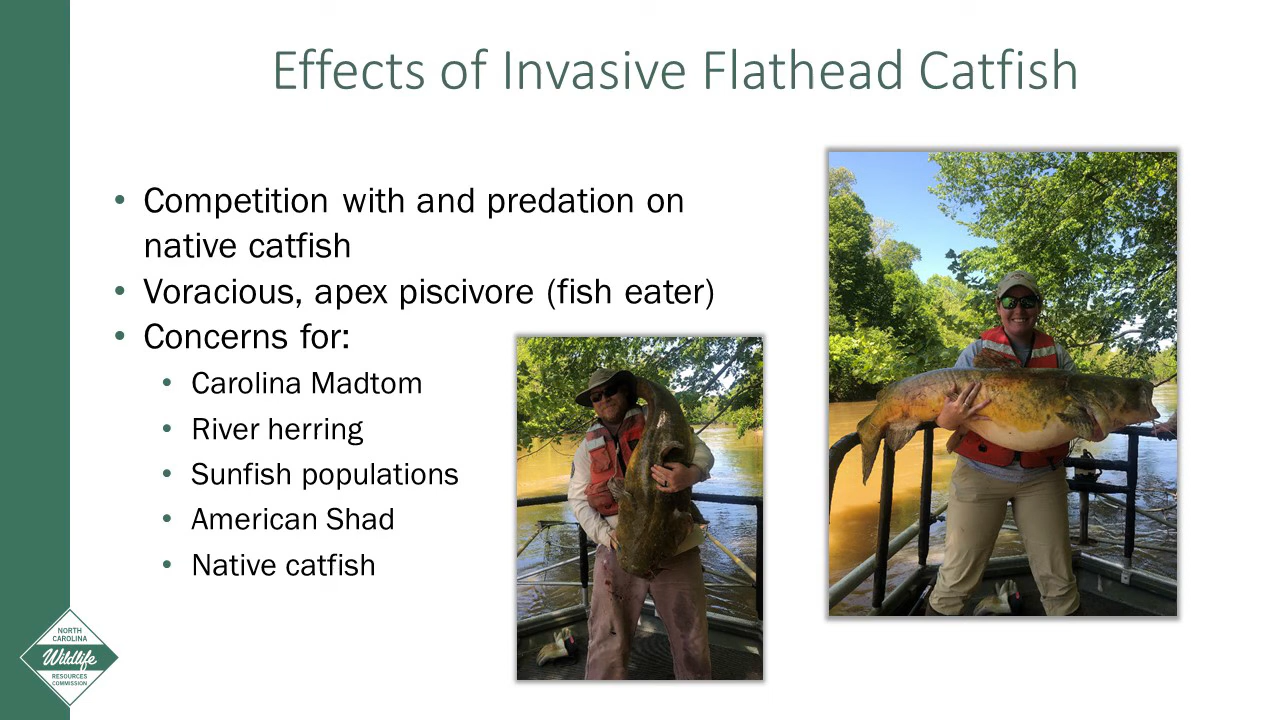 Effects of Invasive Flathead Catfish
• Competition with and predation on
native catfish
• Voracious, apex piscivore (fish eater)
• Concerns for:
• Carolina Madtom
• River herring
• Sunfish populations
• American Shad
• Native catfish
NORTH
CAROLINA
Wildlife
RESOURCES
COMMISSION